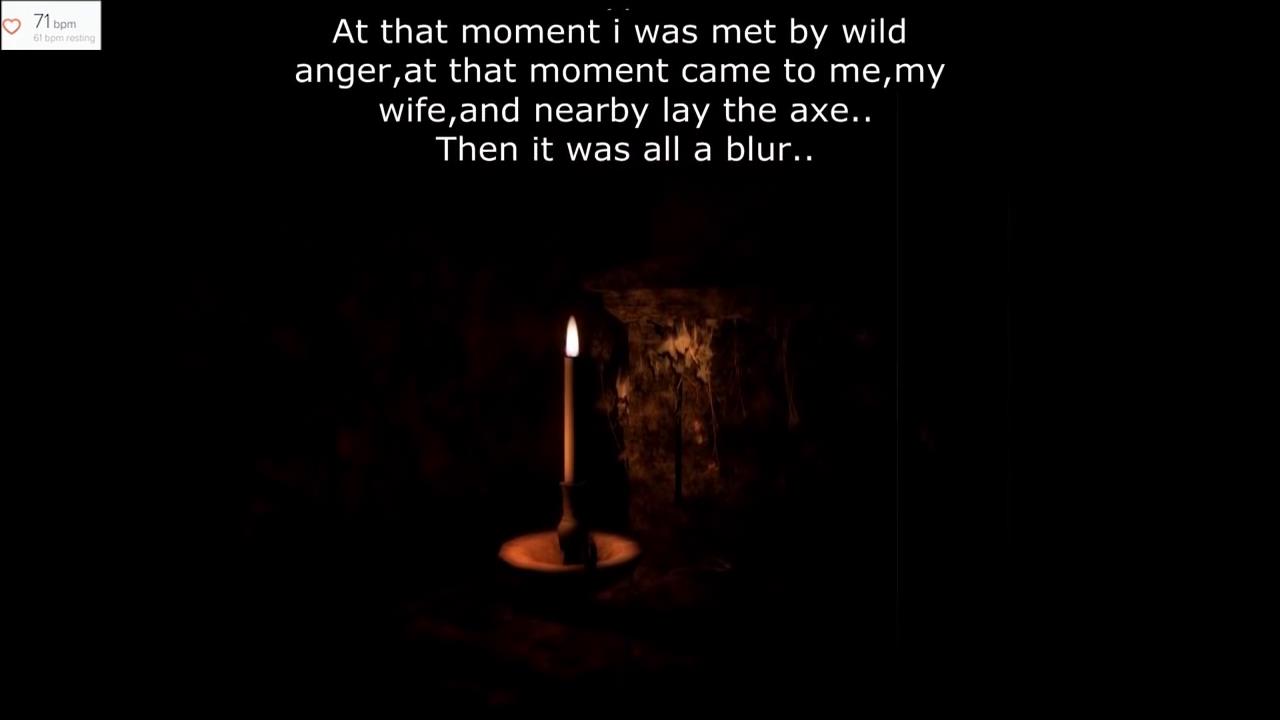 71 bpm
61 bpm resting
At that moment i was met by wild
anger,at that moment came to me,my
wife,and nearby lay the axe..
Then it was all a blur..